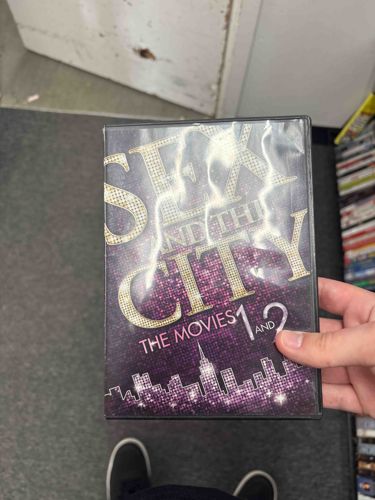 SEX
AND THE
CITY
THE MOVIES 1 AND 2